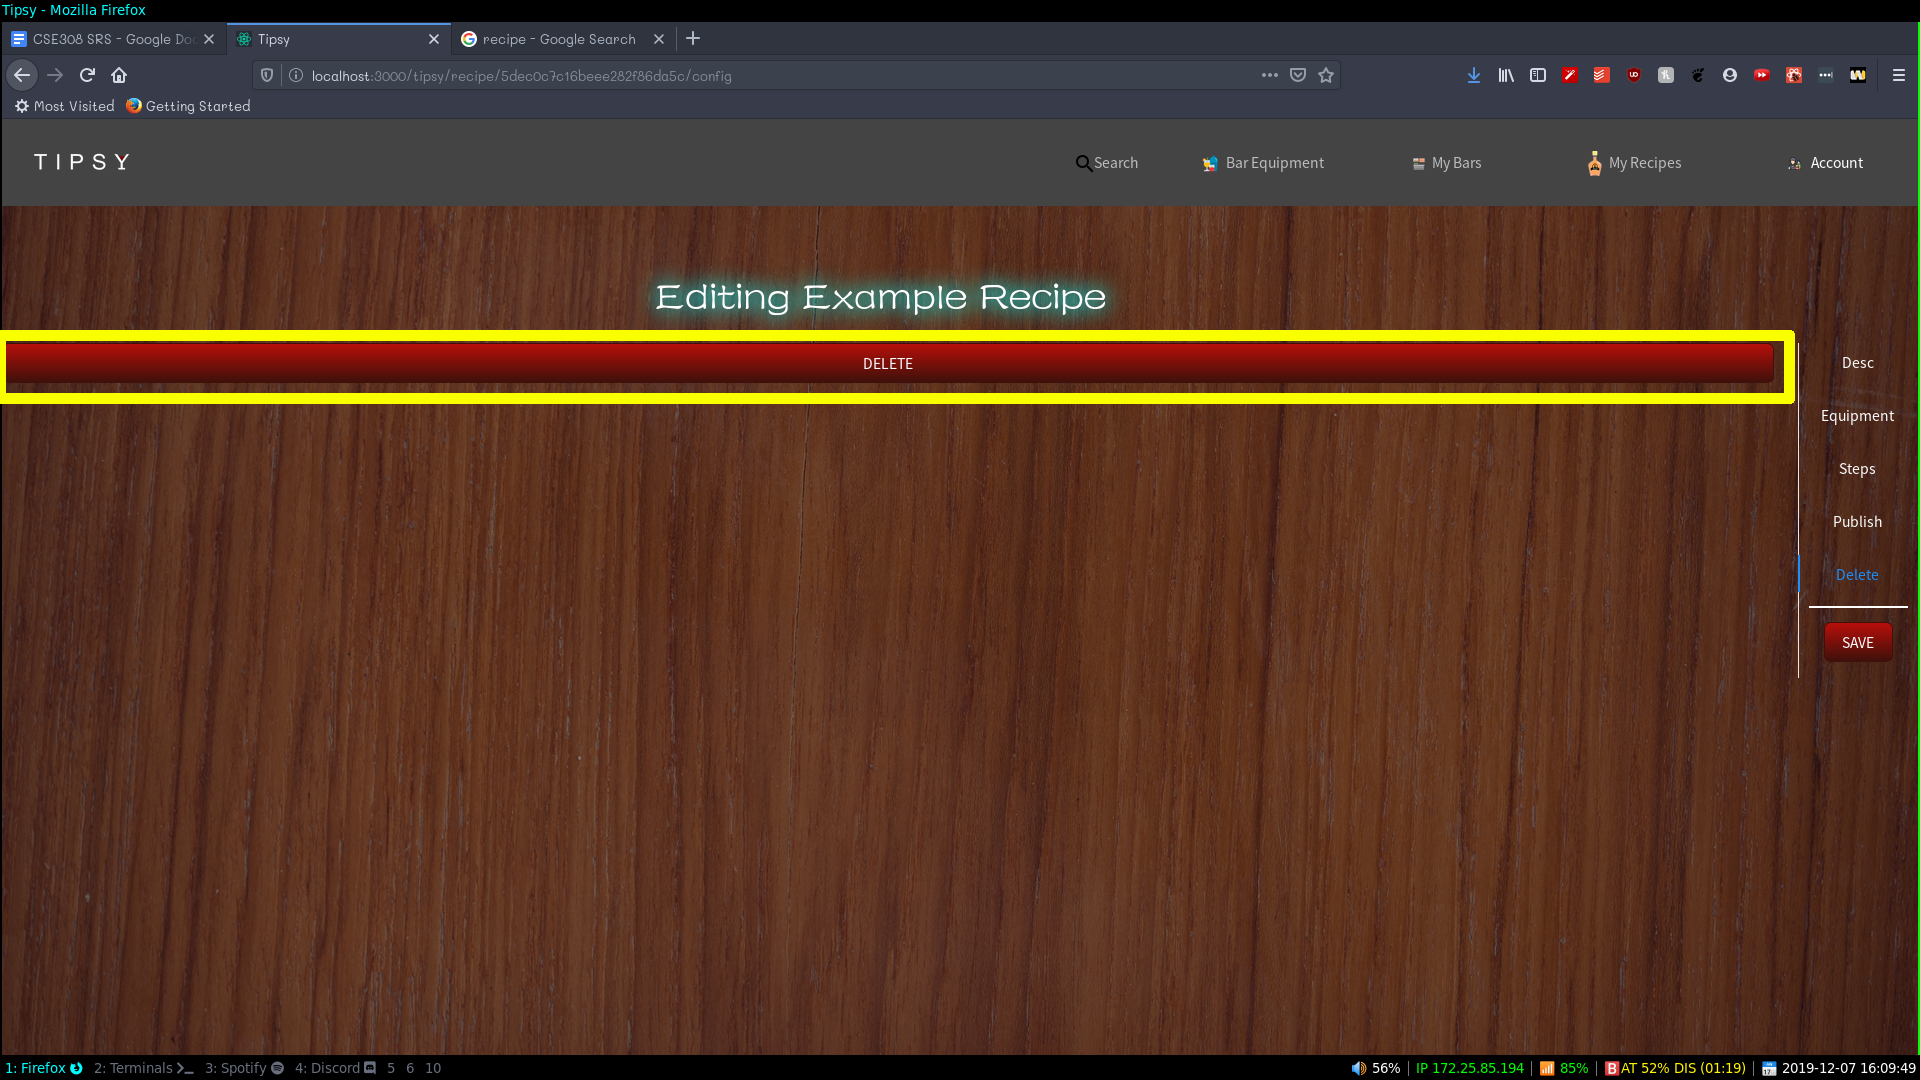 Tipsy - Mozilla Firefox
CSE308 SRS - Google Doc
Tipsy
recipe - Google Search
localhost:3000/tipsy/recipe/5dec0c7c16beee282f86da5c/config
Most Visited
Getting Started
TIPSY
Search
Bar Equipment
My Bars
My Recipes
Account
Editing Example Recipe
DELETE
Desc
Equipment
Steps
Publish
Delete
SAVE
1: Firefox 2: Terminals 3: Spotify 4: Discord 5 6 10
56% | IP 172.25.85.194 | 85% | BAT 52% DIS (01:19) | 2019-12-07 16:09:49